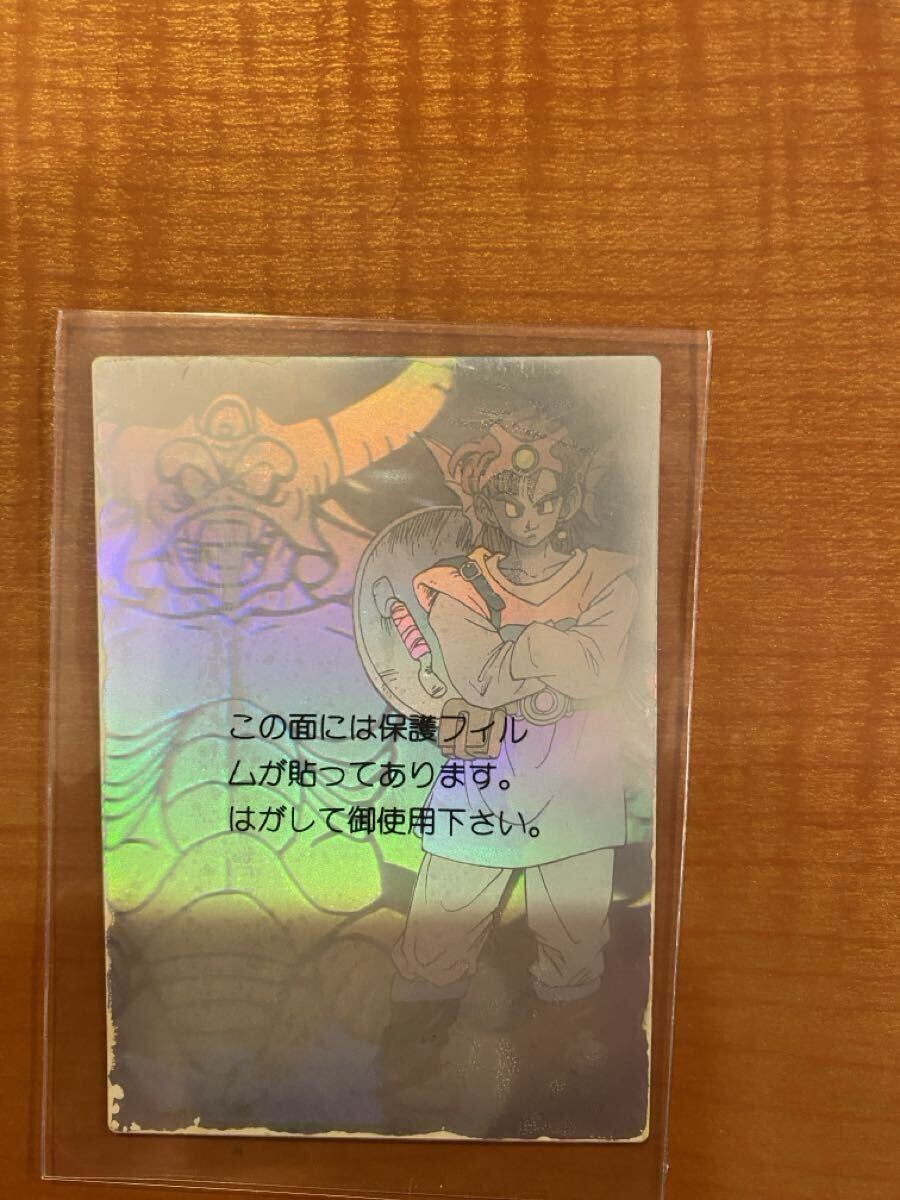 この面には保護フィル
ムが貼ってあります。
はがして御使用下さい。